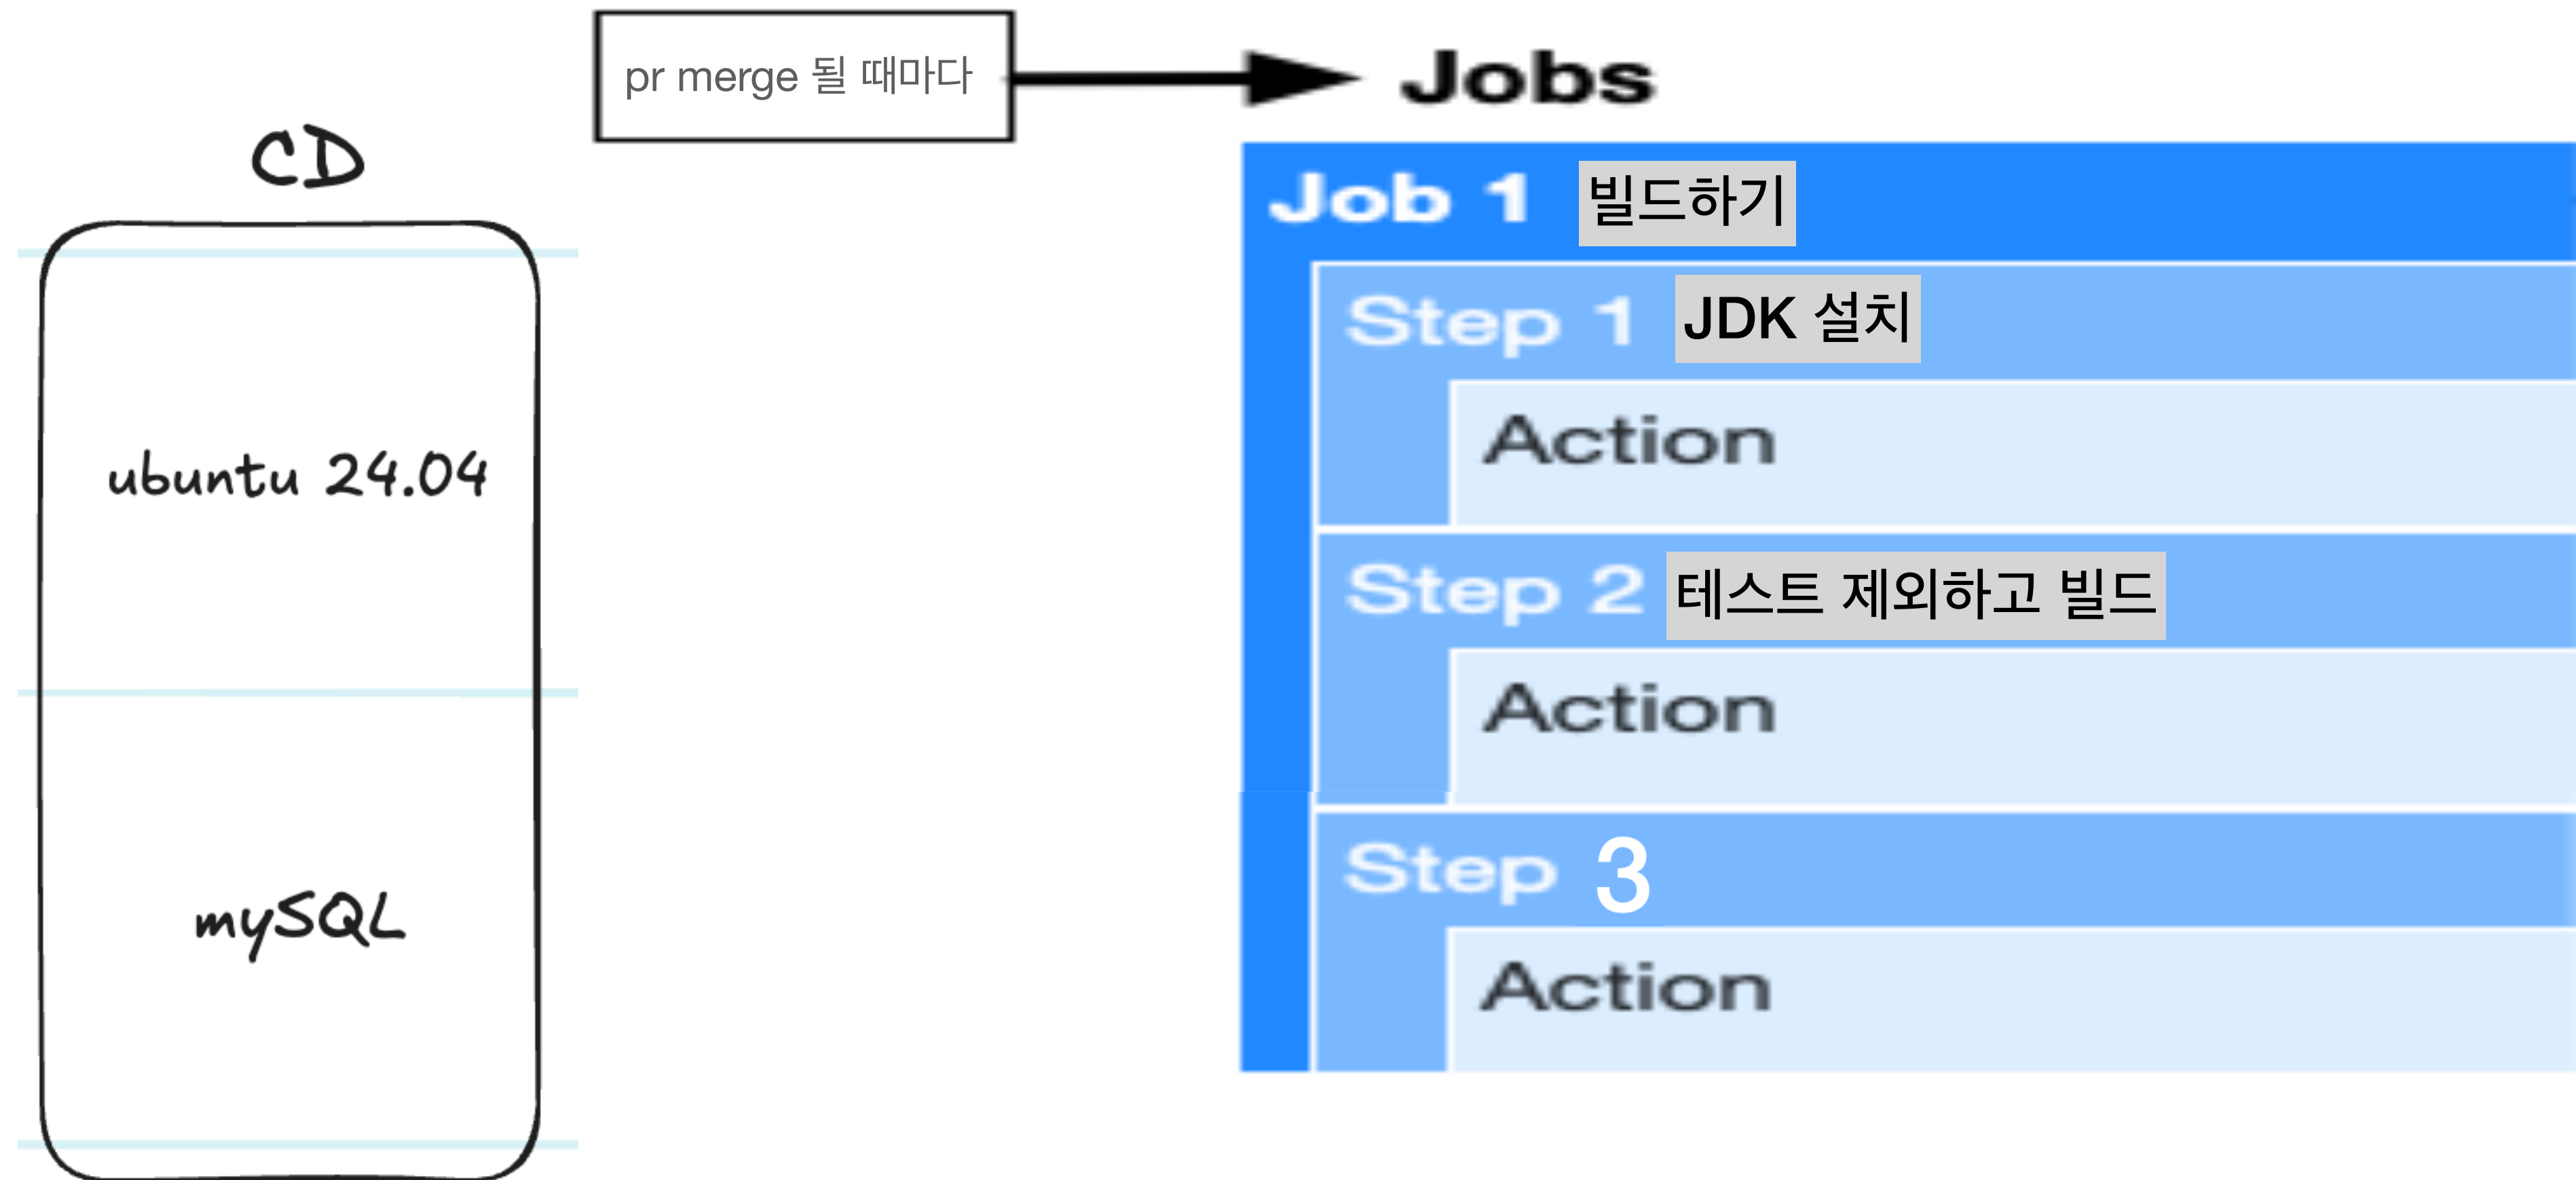 pr merge 될 때마다
Jobs
CD
ubuntu 24.04
mySQL
Job 1 빌드하기
Step 1 JDK 설치
Action
Step 2 테스트 제외하고 빌드
Action
Step 3
Action